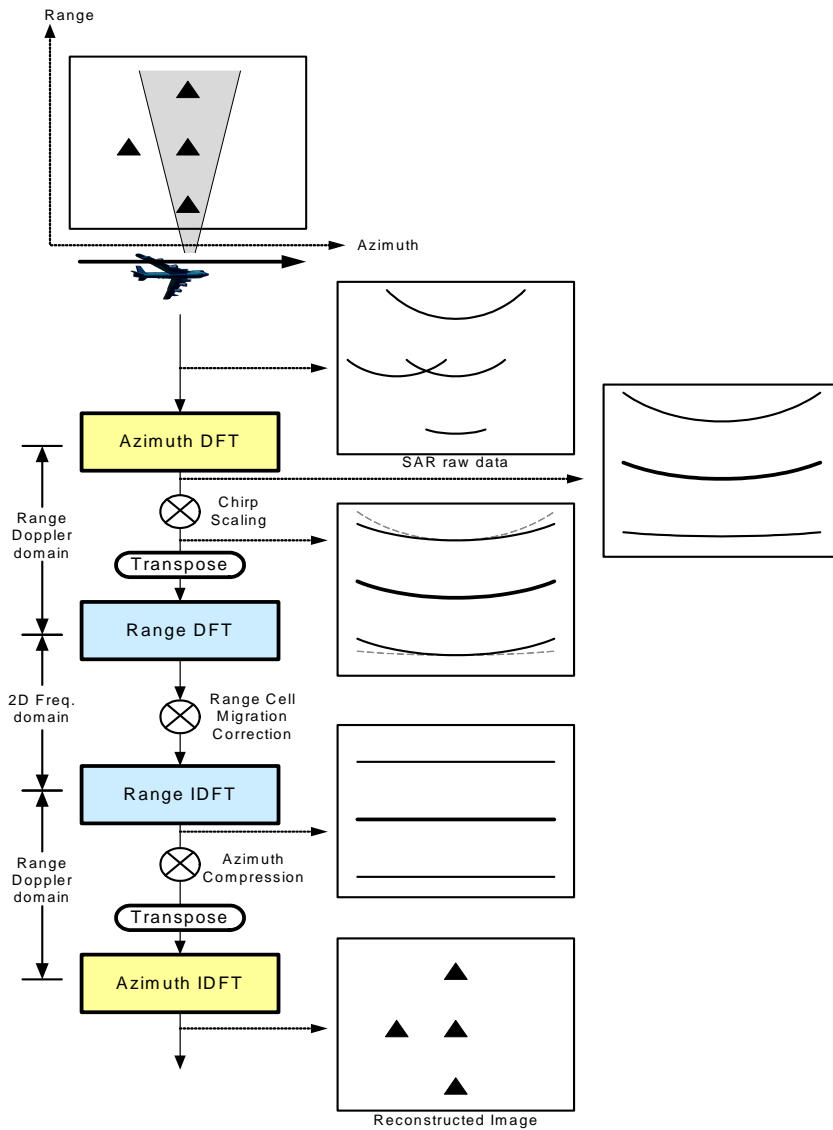 Range
Azimuth
SAR raw data
Azimuth DFT
Chirp
Scaling
Range
Doppler
domain
Transpose
Range DFT
2D Freq.
domain
Range Cell
Migration
Correction
Range IDFT
Azimuth
Compression
Range
Doppler
domain
Transpose
Azimuth IDFT
Reconstructed Image